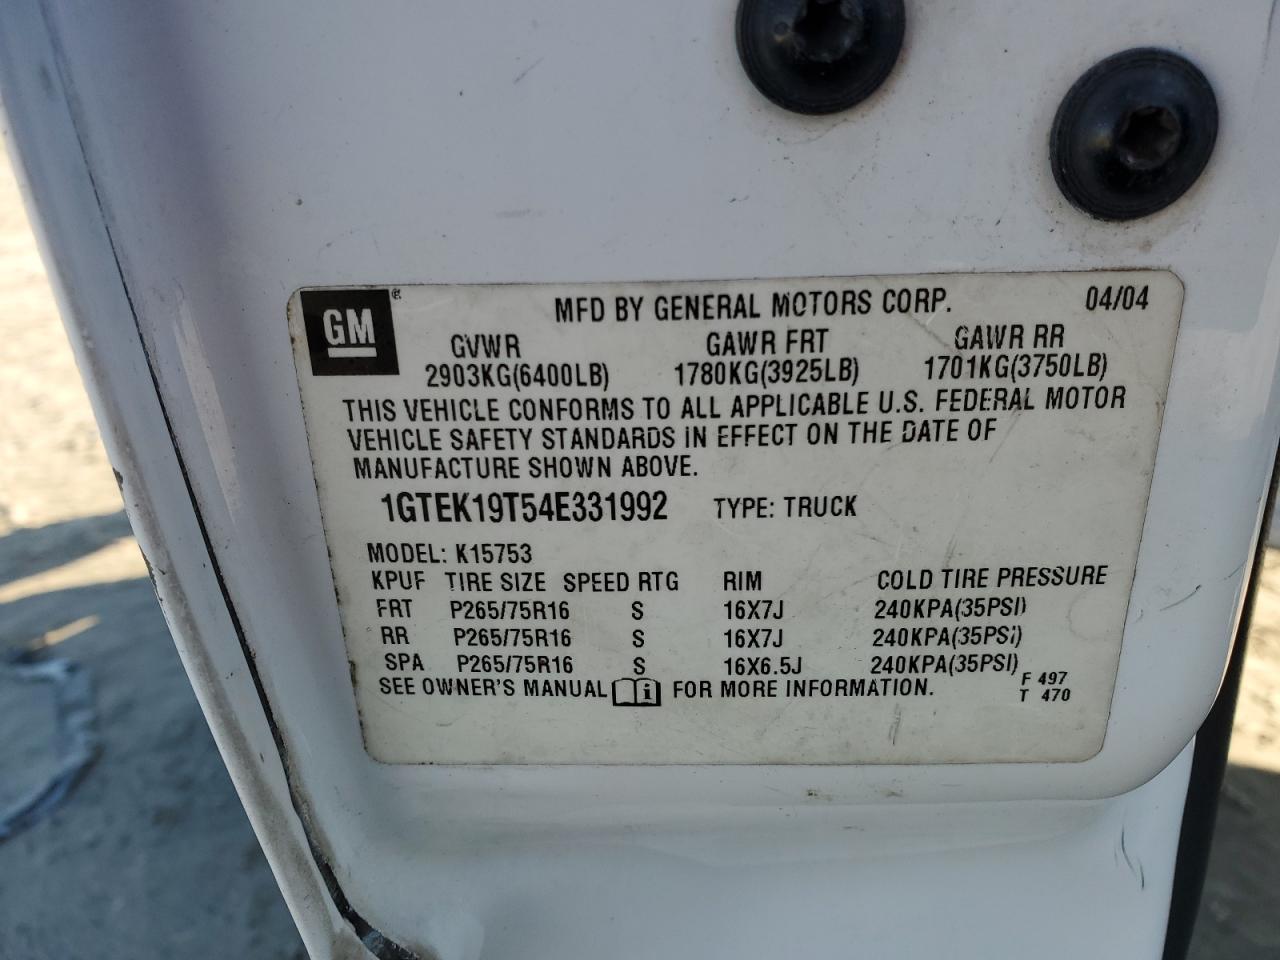 GM ® MFD BY GENERAL MOTORS CORP. 04/04
GVWR GAWR FRT GAWR RR
2903KG(6400LB) 1780KG(3925LB) 1701KG(3750LB)
THIS VEHICLE CONFORMS TO ALL APPLICABLE U.S. FEDERAL MOTOR
VEHICLE SAFETY STANDARDS IN EFFECT ON THE DATE OF
MANUFACTURE SHOWN ABOVE.
1GTEK19T54E331992 TYPE: TRUCK
MODEL: K15753
KPUF TIRE SIZE SPEED RTG RIM COLD TIRE PRESSURE
FRT P265/75R16 S 16X7J 240KPA(35PSI)
RR P265/75R16 S 16X7J 240KPA(35PSI)
SPA P265/75R16 S 16X6.5J 240KPA(35PSI)
SEE OWNER'S MANUAL i FOR MORE INFORMATION. F 497
T 470